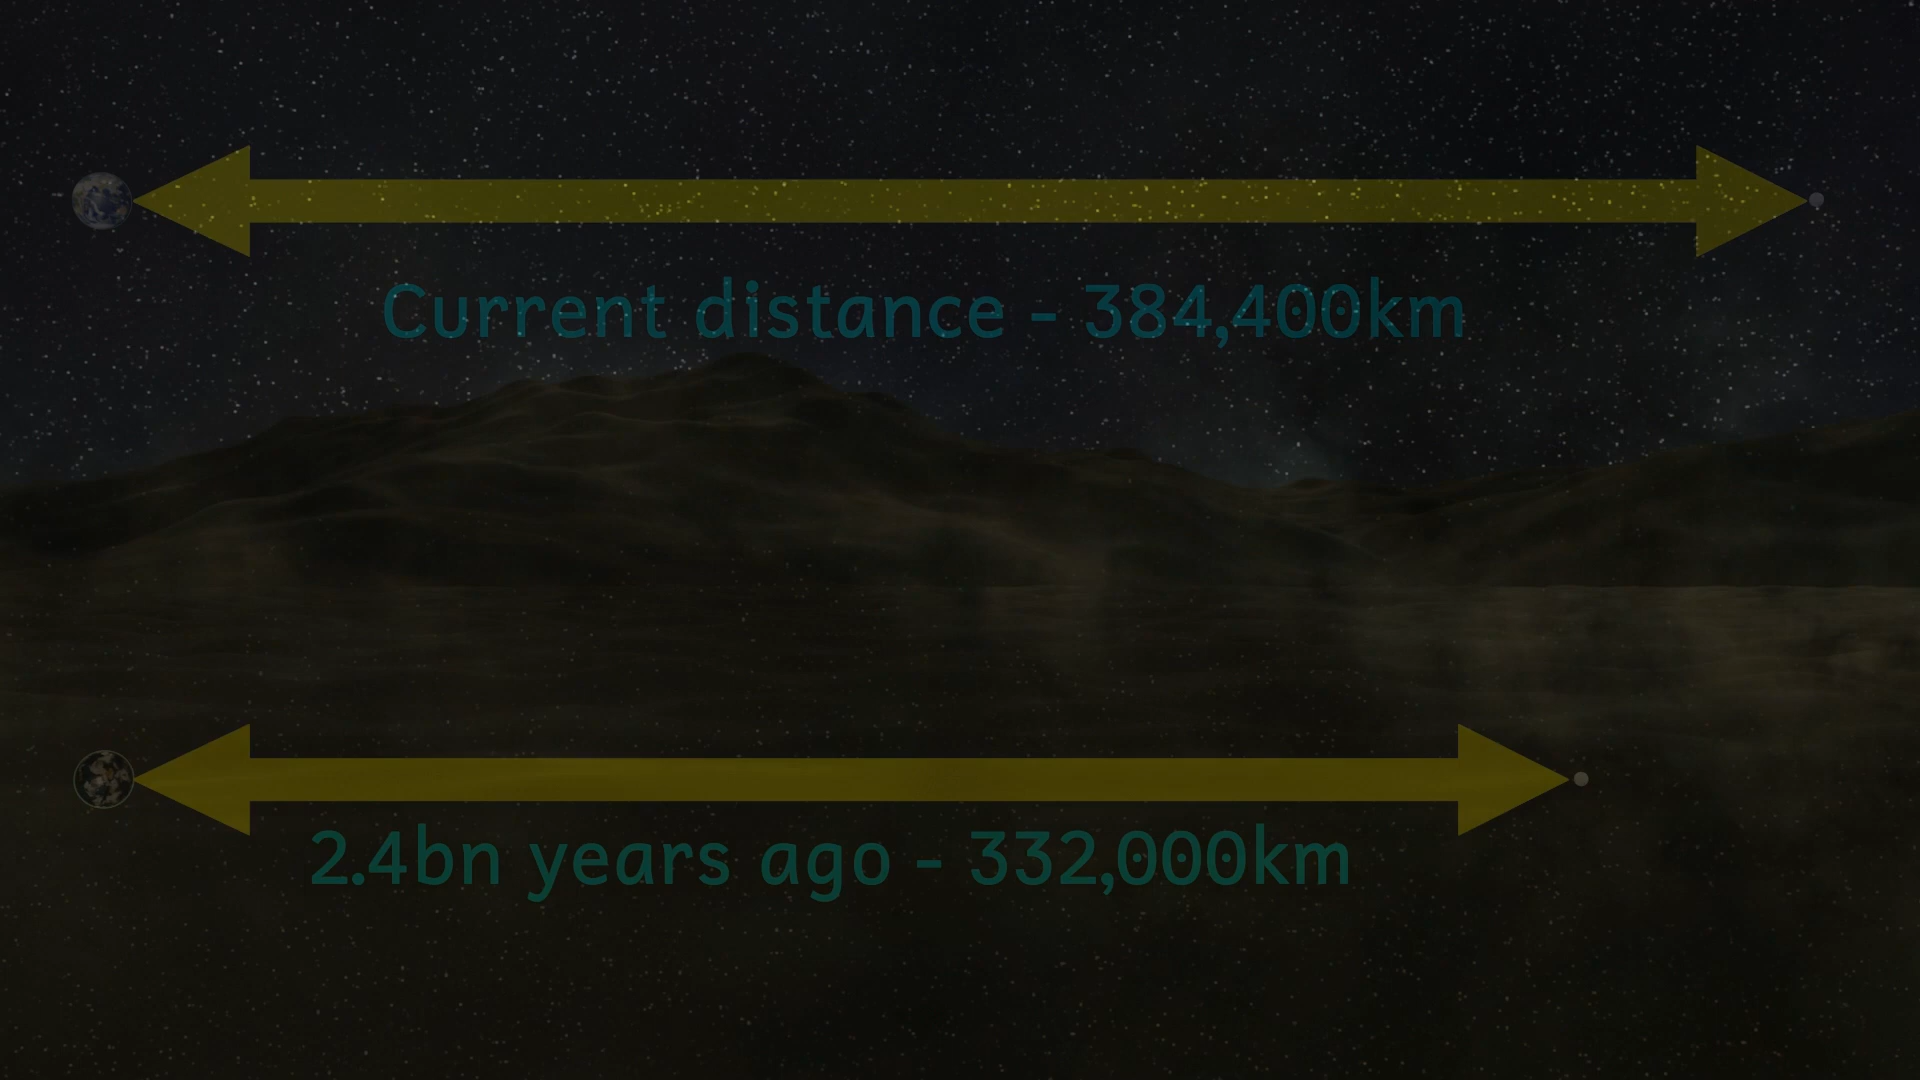 Current distance - 384,400km
2.4bn years ago - 332,000km